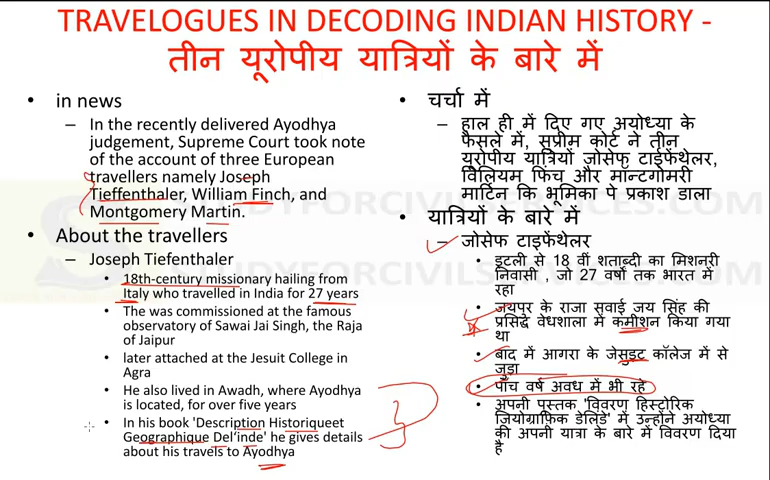 TRAVELOGUES IN DECODING INDIAN HISTORY -
तीन यूरोपीय यात्रियों के बारे में
• in news
– In the recently delivered Ayodhya
judgement, Supreme Court took note
of the account of three European
travellers namely Joseph
Tieffenthaler, William Finch, and
Montgomery Martin.
• About the travellers
– Joseph Tiefenthaler
• 18th-century missionary hailing from
Italy who travelled in India for 27 years
• The was commissioned at the famous
observatory of Sawai Jai Singh, the Raja
of Jaipur
• later attached at the Jesuit College in
Agra
• He also lived in Awadh, where Ayodhya
is located, for over five years
• In his book 'Description Historiqueet
Geographique Del'inde' he gives details
about his travels to Ayodhya
• चर्चा में
– हाल ही में दिए गए अयोध्या के
फैसले में, सुप्रीम कोर्ट ने तीन
यूरोपीय यात्रियों जोसेफ टाइफेंथेलर,
विलियम फिंच और मॉन्टगोमरी
मार्टिन कि भूमिका पे प्रकाश डाला
• यात्रियों के बारे में
– जोसेफ टाइफेंथेलर
• इटली से 18 वीं शताब्दी का मिशनरी
निवासी , जो 27 वर्षों तक भारत में
रहा
• जयपुर के राजा सवाई जय सिंह की
प्रसिद्ध वेधशाला में कमीशन किया गया
था
• बाद में आगरा के जेसुइट कॉलेज में से
जुड़ा
• पाँच वर्ष अवध में भी रहे
• अपनी पुस्तक 'विवरण हिस्टोरिक
जियोग्राफ़िक डेलिंडे' में उन्होंने अयोध्या
की अपनी यात्रा के बारे में विवरण दिया
है
STUDYFORCIVILSERVICES.COM
STUDYFORCIVILSERVICES.COM